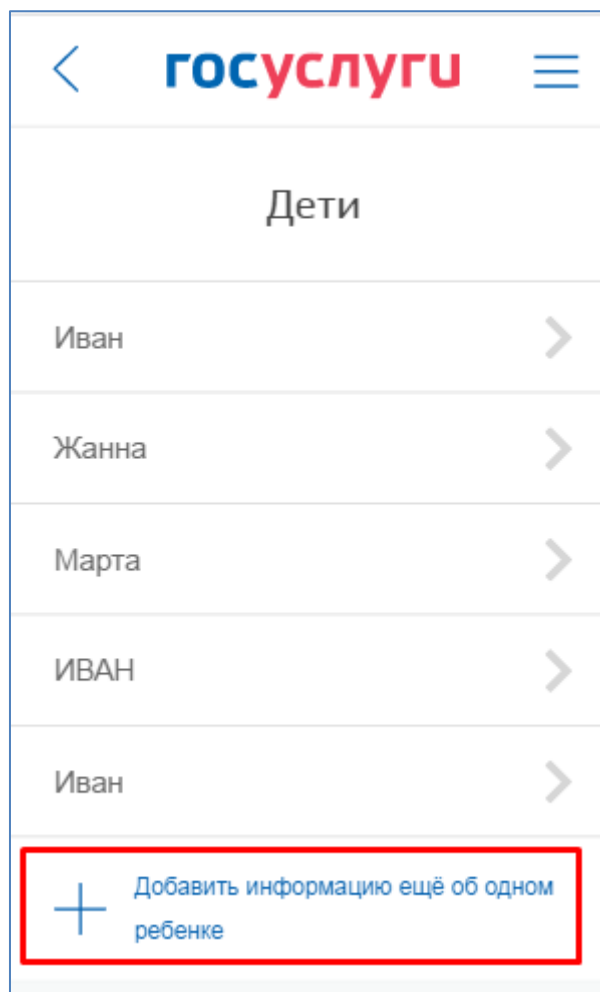 госуслуги
Дети
Иван
Жанна
Марта
ИВАН
Иван
Добавить информацию ещё об одном
ребенке